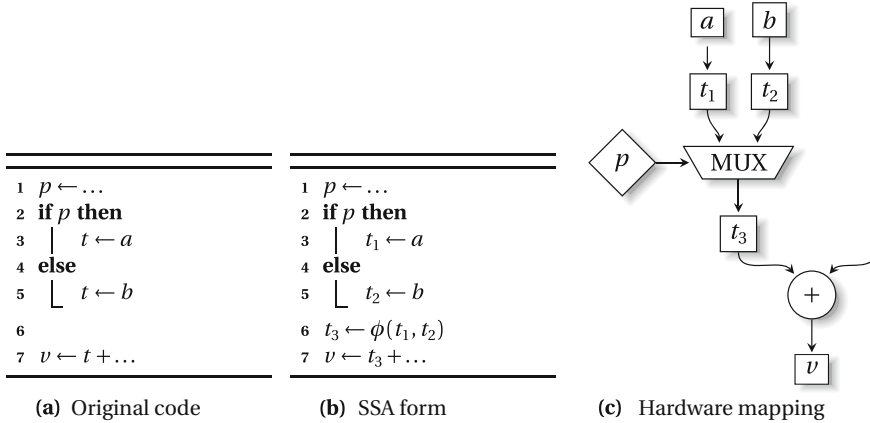 1 p ← …
2 if p then
3 t ← a
4 else
5 t ← b
6
7 v ← t + …
(a) Original code
1 p ← …
2 if p then
3 t₁ ← a
4 else
5 t₂ ← b
6 t₃ ← ϕ(t₁, t₂)
7 v ← t₃ + …
(b) SSA form
a b
t₁ t₂
p MUX
t₃
+
v
(c) Hardware mapping